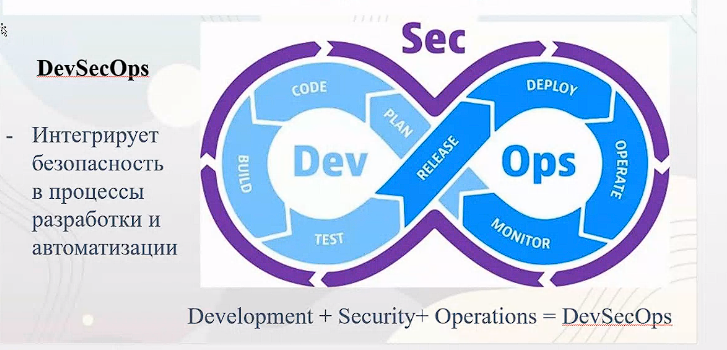 Sec
DevSecOps
- Интегрирует
безопасность
в процессы
разработки и
автоматизации
CODE
PLAN
BUILD
Dev
TEST
RELEASE
DEPLOY
Ops
OPERATE
MONITOR
Development + Security+ Operations = DevSecOps